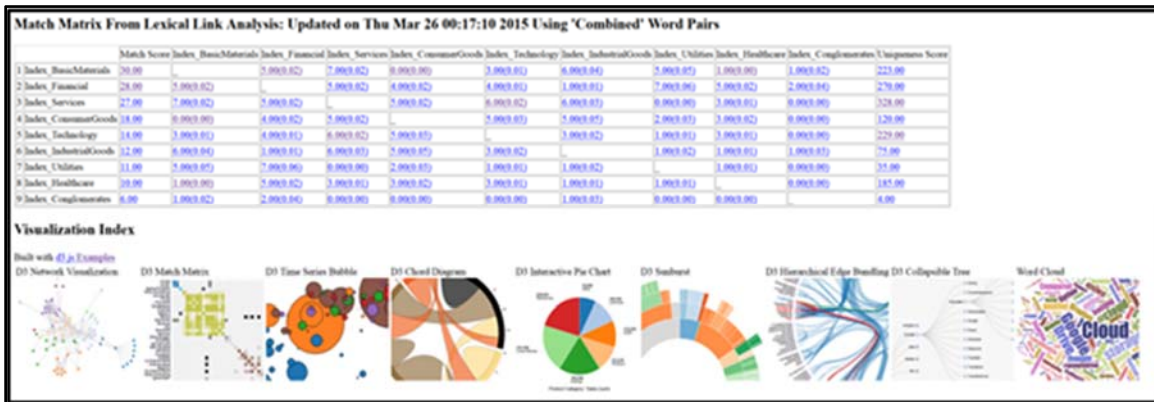 Match Matrix From Lexical Link Analysis: Updated on Thu Mar 26 00:17:10 2015 Using 'Combined' Word Pairs
Match Score Index_BasicMaterials Index_Financial Index_Services Index_ConsumerGoods Index_Technology Index_IndustrialGoods Index_Utilities Index_Healthcare Index_Conglomerates Uniqueness Score
1 Index_BasicMaterials 30.00 _ 5.00(0.02) 7.00(0.02) 0.00(0.00) 3.00(0.01) 6.00(0.04) 5.00(0.05) 1.00(0.00) 1.00(0.02) 223.00
2 Index_Financial 28.00 5.00(0.02) _ 5.00(0.02) 4.00(0.02) 4.00(0.01) 1.00(0.01) 7.00(0.06) 5.00(0.02) 2.00(0.04) 270.00
3 Index_Services 27.00 7.00(0.02) 5.00(0.02) _ 5.00(0.02) 6.00(0.02) 6.00(0.03) 0.00(0.00) 3.00(0.01) 0.00(0.00) 328.00
4 Index_ConsumerGoods 18.00 0.00(0.00) 4.00(0.02) 5.00(0.02) _ 5.00(0.03) 5.00(0.05) 2.00(0.03) 3.00(0.02) 0.00(0.00) 120.00
5 Index_Technology 14.00 3.00(0.01) 4.00(0.01) 6.00(0.02) 5.00(0.03) _ 3.00(0.02) 1.00(0.01) 3.00(0.01) 0.00(0.00) 229.00
6 Index_IndustrialGoods 12.00 6.00(0.04) 1.00(0.01) 6.00(0.03) 5.00(0.05) 3.00(0.02) _ 1.00(0.02) 1.00(0.01) 1.00(0.03) 75.00
7 Index_Utilities 11.00 5.00(0.05) 7.00(0.06) 0.00(0.00) 2.00(0.03) 1.00(0.01) 1.00(0.02) _ 1.00(0.01) 0.00(0.00) 35.00
8 Index_Healthcare 10.00 1.00(0.00) 5.00(0.02) 3.00(0.01) 3.00(0.02) 3.00(0.01) 1.00(0.01) 1.00(0.01) _ 0.00(0.00) 185.00
9 Index_Conglomerates 6.00 1.00(0.02) 2.00(0.04) 0.00(0.00) 0.00(0.00) 0.00(0.00) 1.00(0.03) 0.00(0.00) 0.00(0.00) _ 4.00
Visualization Index
Built with d3.js Examples
D3 Network Visualization D3 Match Matrix D3 Time Series Bubble D3 Chord Diagram D3 Interactive Pie Chart D3 Sunburst D3 Hierarchical Edge Bundling D3 Collapsible Tree Word Cloud
Google Cloud